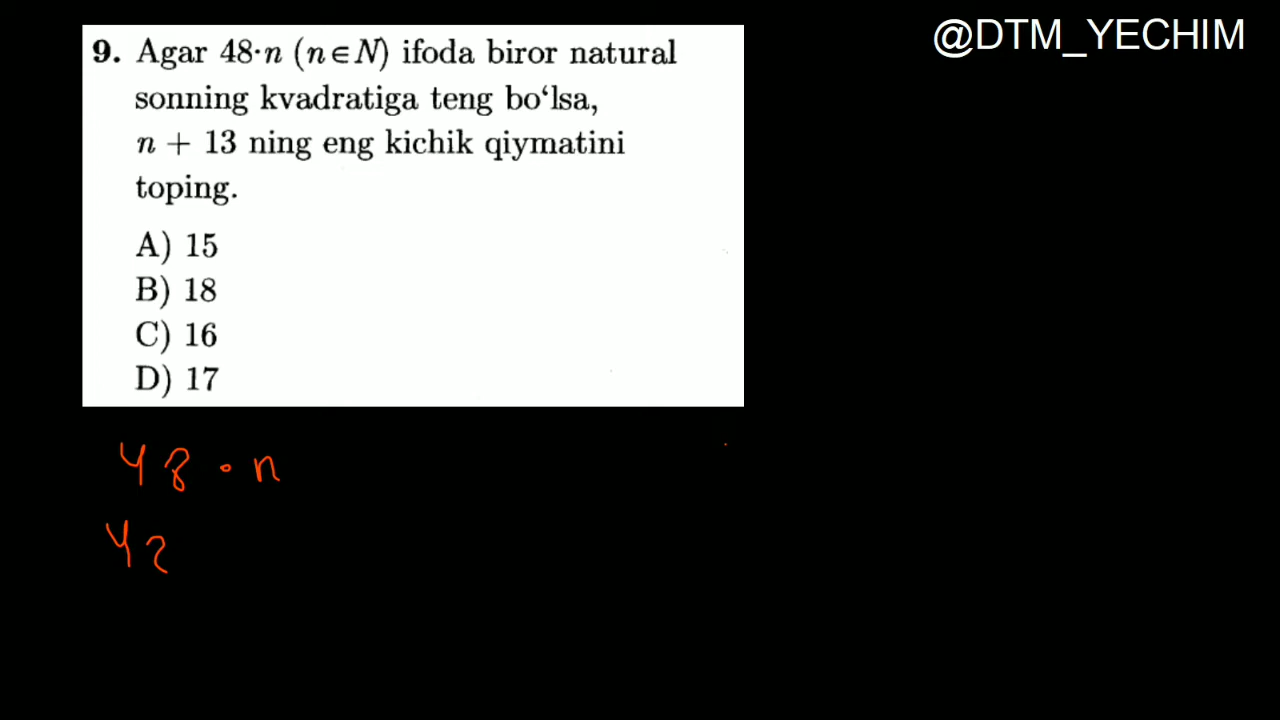 @DTM_YECHIM
9. Agar 48·n (n∈N) ifoda biror natural
sonning kvadratiga teng bo‘lsa,
n + 13 ning eng kichik qiymatini
toping.
A) 15
B) 18
C) 16
D) 17
48 · n
42